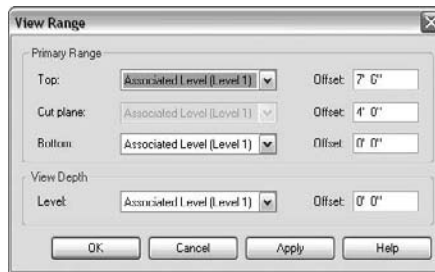 View Range
Primary Range
Top: Associated Level (Level 1) Offset: 7' 6"
Cut plane: Associated Level (Level 1) Offset: 4' 0"
Bottom: Associated Level (Level 1) Offset: 0' 0"
View Depth
Level: Associated Level (Level 1) Offset: 0' 0"
OK Cancel Apply Help